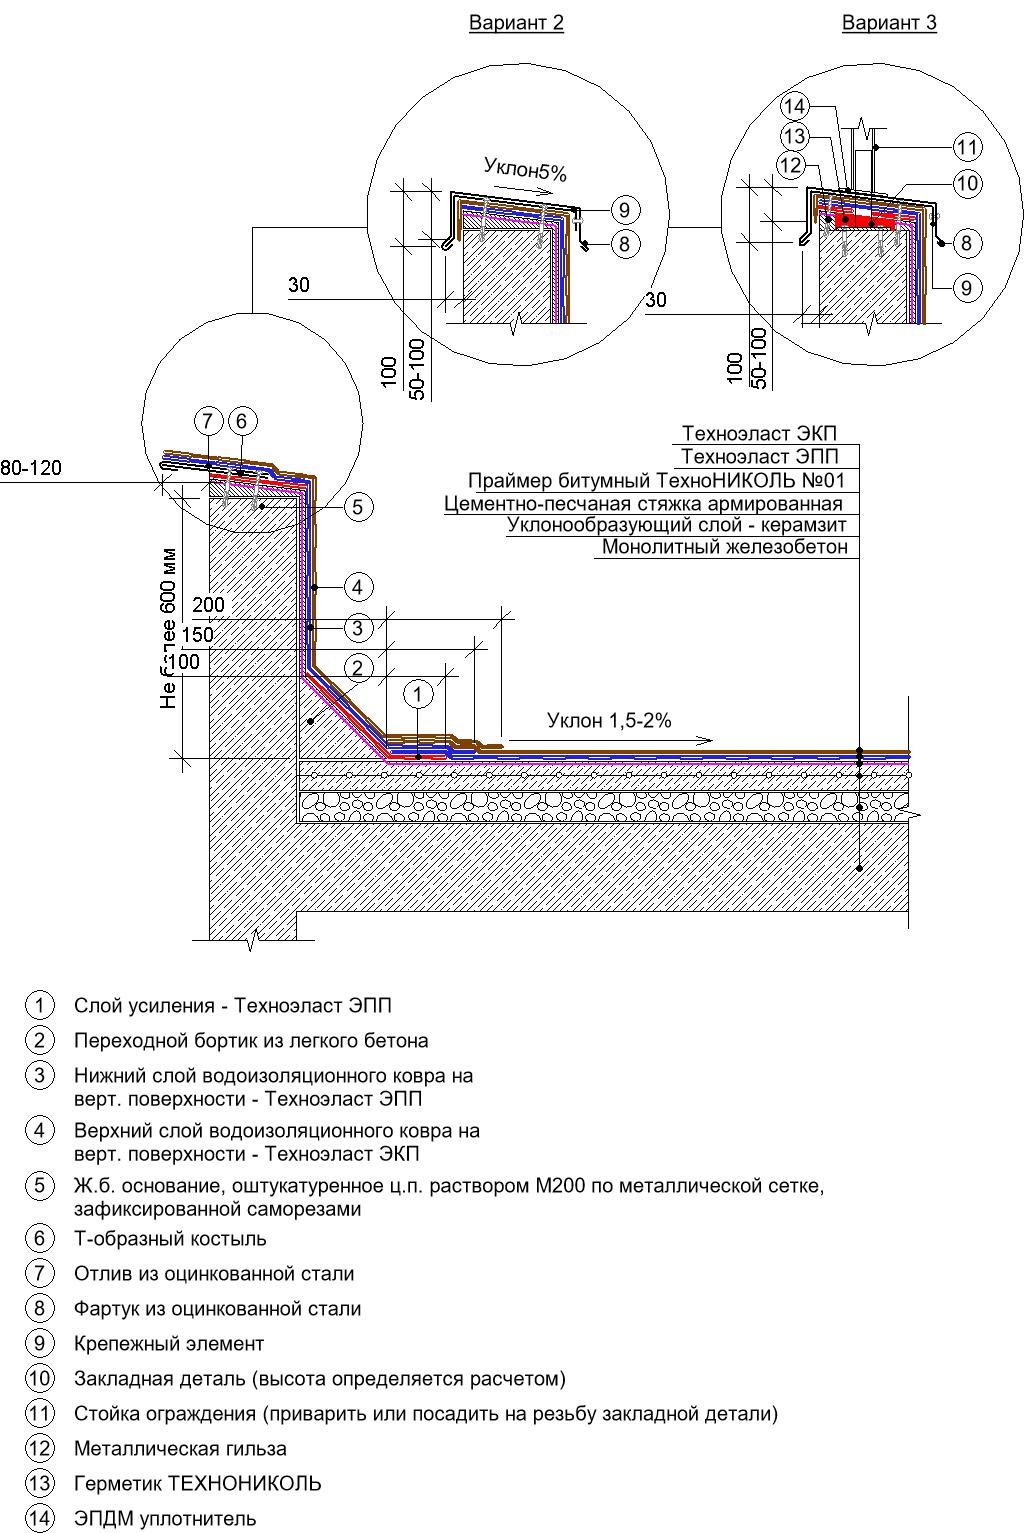 Вариант 2
Вариант 3
14
13
12
11
10
9
8
9
8
Уклон5%
30
100
50-100
30
100
50-100
7
6
80-120
5
Техноэласт ЭКП
Техноэласт ЭПП
Праймер битумный ТехноНИКОЛЬ №01
Цементно-песчаная стяжка армированная
Уклонообразующий слой - керамзит
Монолитный железобетон
Не более 600 мм
4
200
3
150
2
100
1
Уклон 1,5-2%
1 Слой усиления - Техноэласт ЭПП
2 Переходной бортик из легкого бетона
3 Нижний слой водоизоляционного ковра на
верт. поверхности - Техноэласт ЭПП
4 Верхний слой водоизоляционного ковра на
верт. поверхности - Техноэласт ЭКП
5 Ж.б. основание, оштукатуренное ц.п. раствором М200 по металлической сетке,
зафиксированной саморезами
6 Т-образный костыль
7 Отлив из оцинкованной стали
8 Фартук из оцинкованной стали
9 Крепежный элемент
10 Закладная деталь (высота определяется расчетом)
11 Стойка ограждения (приварить или посадить на резьбу закладной детали)
12 Металлическая гильза
13 Герметик ТЕХНОНИКОЛЬ
14 ЭПДМ уплотнитель